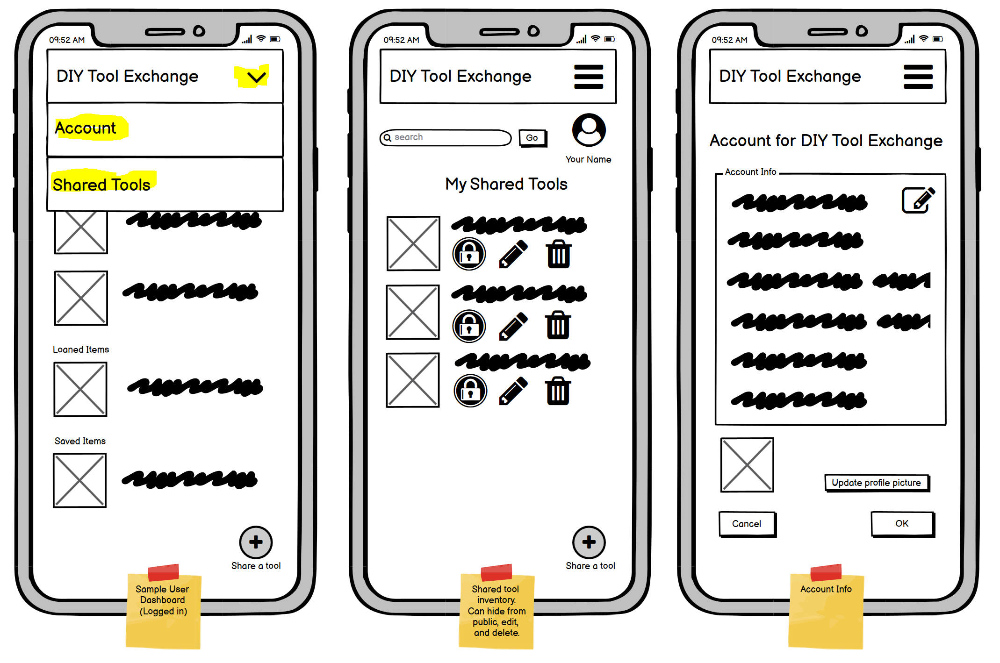 09:52 AM
DIY Tool Exchange
Account
Shared Tools
Loaned Items
Saved Items
Share a tool
Sample User
Dashboard
(Logged in)
09:52 AM
DIY Tool Exchange
search
Go
Your Name
My Shared Tools
Share a tool
Shared tool
inventory.
Can hide from
public, edit,
and delete.
09:52 AM
DIY Tool Exchange
Account for DIY Tool Exchange
Account Info
Update profile picture
Cancel
OK
Account Info